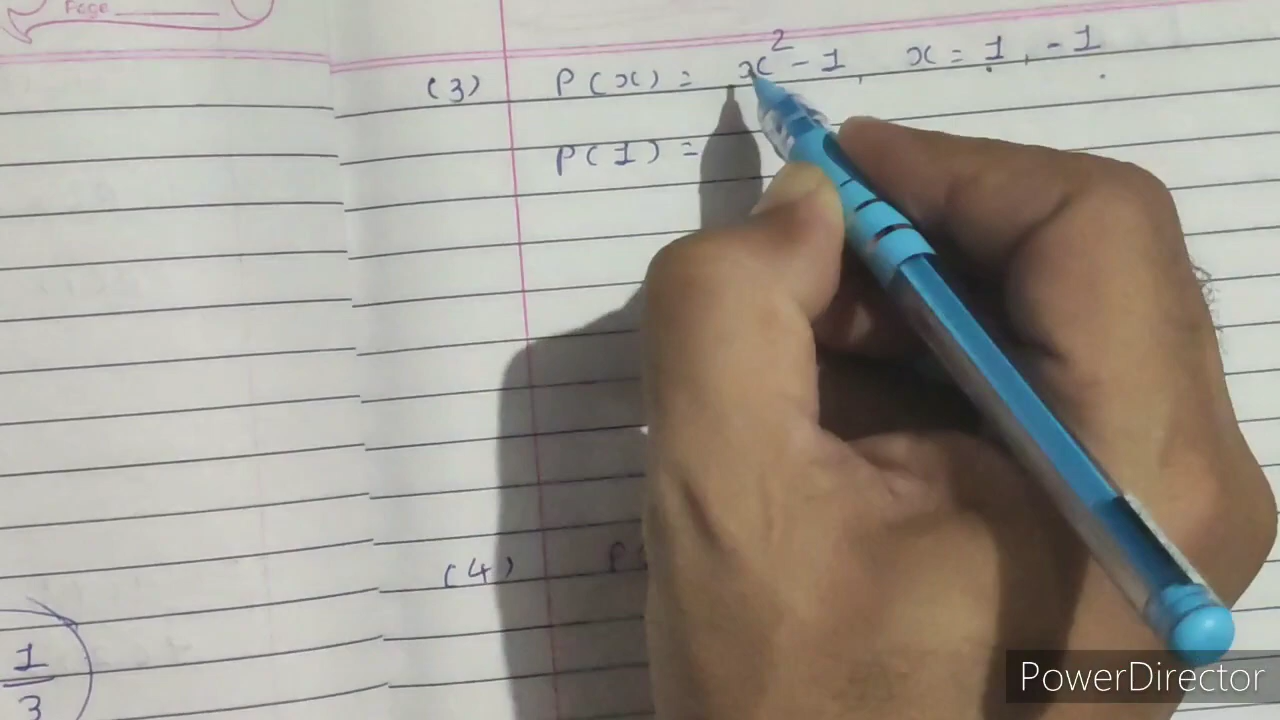 Page
(3) P(x) = x² - 1, x = 1, -1
P(1) =
(4) P(
1
3
PowerDirector